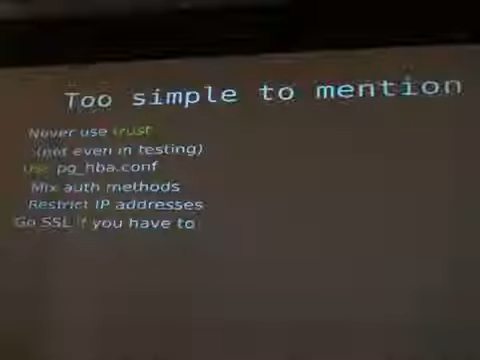 Too simple to mention
Never use trust
(not even in testing)
use pg_hba.conf
Mix auth methods
Restrict IP addresses
Go SSL if you have to